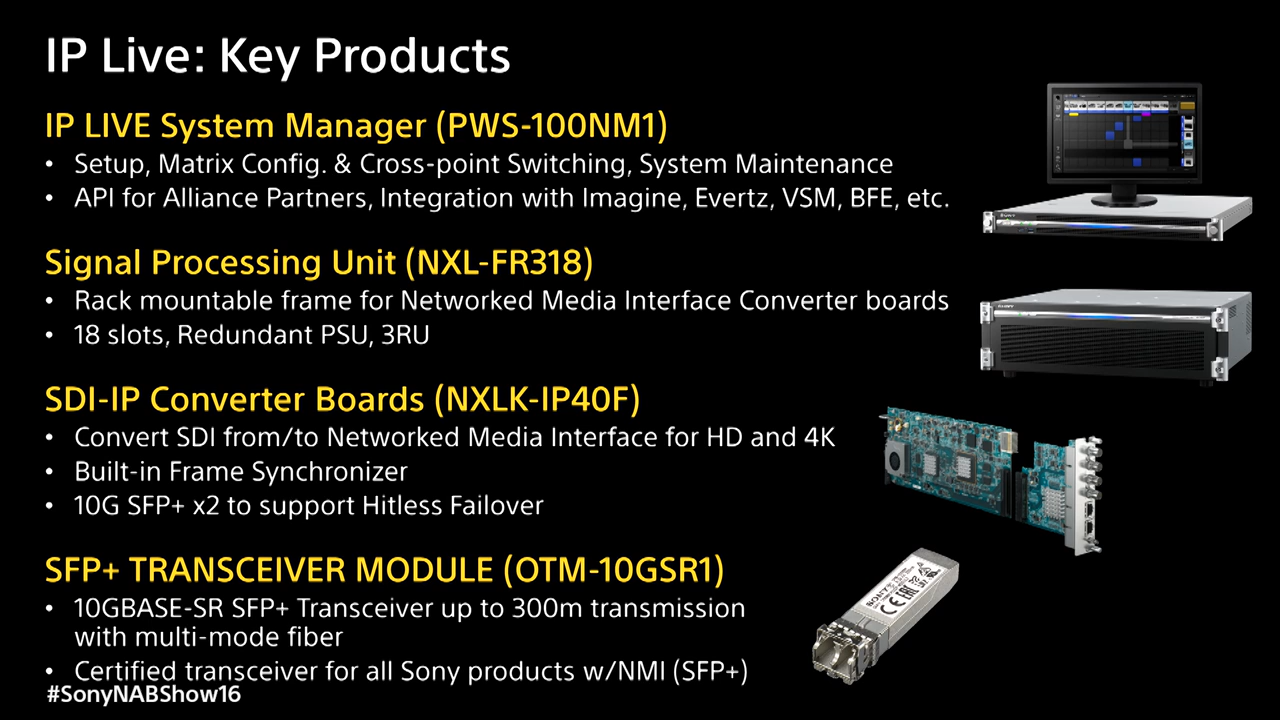 IP Live: Key Products
IP LIVE System Manager (PWS-100NM1)
• Setup, Matrix Config. & Cross-point Switching, System Maintenance
• API for Alliance Partners, Integration with Imagine, Evertz, VSM, BFE, etc.
Signal Processing Unit (NXL-FR318)
• Rack mountable frame for Networked Media Interface Converter boards
• 18 slots, Redundant PSU, 3RU
SDI-IP Converter Boards (NXLK-IP40F)
• Convert SDI from/to Networked Media Interface for HD and 4K
• Built-in Frame Synchronizer
• 10G SFP+ x2 to support Hitless Failover
SFP+ TRANSCEIVER MODULE (OTM-10GSR1)
• 10GBASE-SR SFP+ Transceiver up to 300m transmission
with multi-mode fiber
• Certified transceiver for all Sony products w/NMI (SFP+)
#SonyNABShow16
SONY
CE